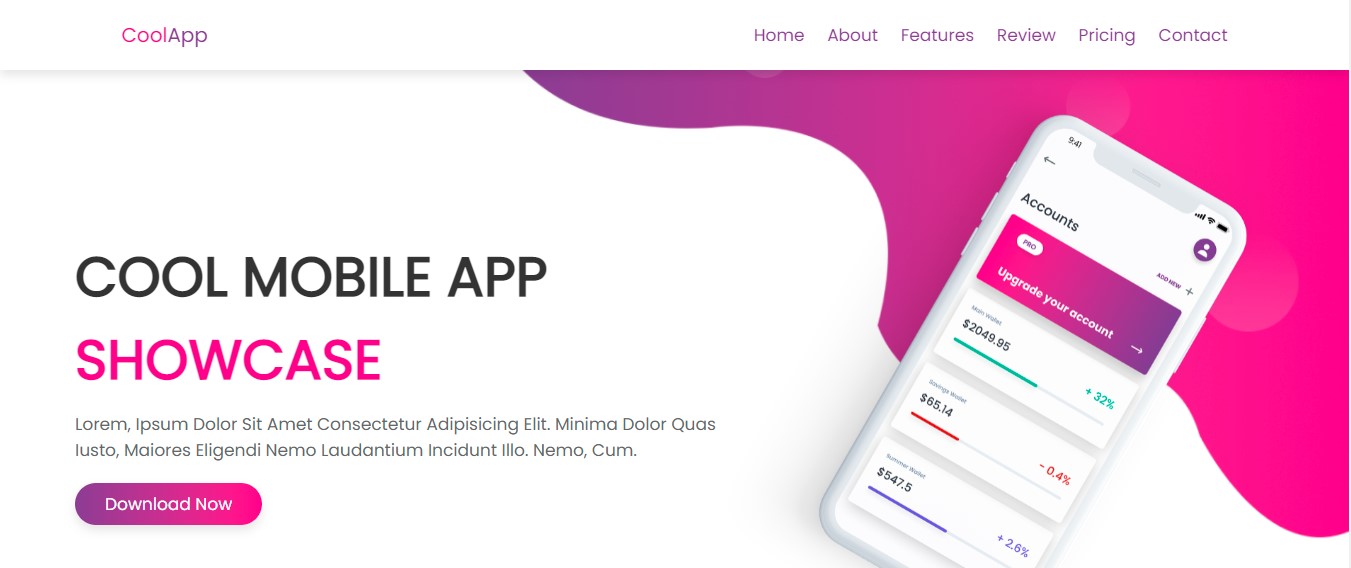 CoolApp
Home About Features Review Pricing Contact
COOL MOBILE APP
SHOWCASE
Lorem, Ipsum Dolor Sit Amet Consectetur Adipisicing Elit. Minima Dolor Quas
Iusto, Maiores Eligendi Nemo Laudantium Incidunt Illo. Nemo, Cum.
Download Now
9:41
Accounts
PRO
Upgrade your account
ADD NEW +
Main Wallet
$2049.95
+ 32%
Savings Wallet
$65.14
- 0.4%
Summer Wallet
$547.5
+ 2.6%